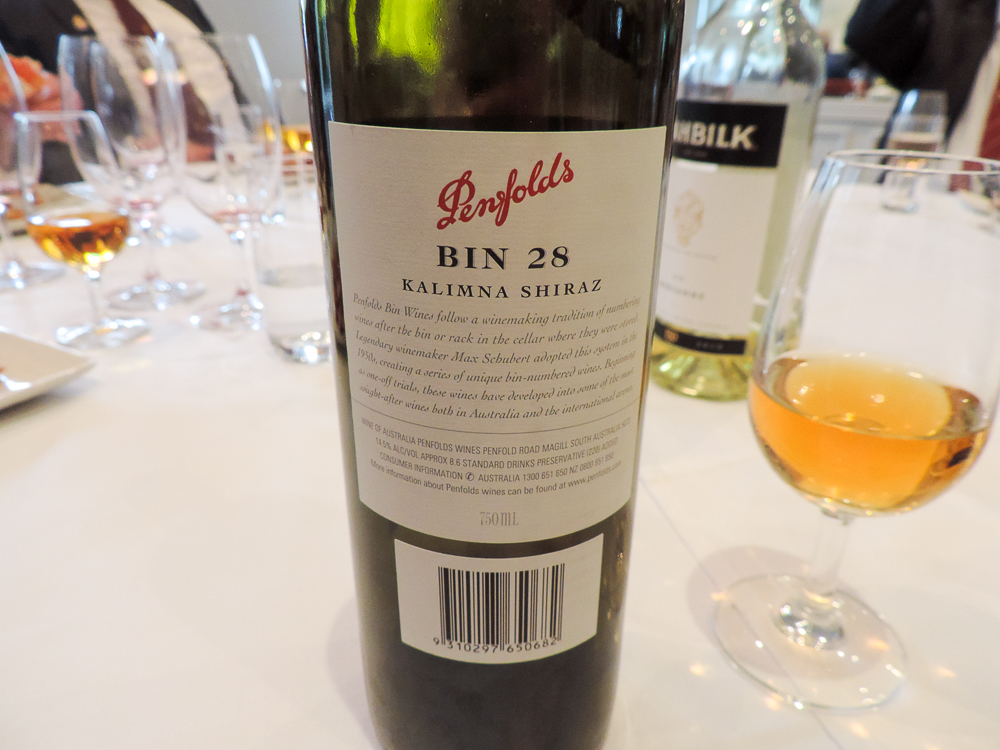 Penfolds
BIN 28
KALIMNA SHIRAZ
Penfolds Bin Wines follow a winemaking tradition of numbering
wines after the bin or rack in the cellar where they were stored.
Legendary winemaker Max Schubert adopted this system in the
1950s, creating a series of unique bin-numbered wines. Beginning
as one-off trials, these wines have developed into some of the most
sought-after wines both in Australia and the international arena.
WINE OF AUSTRALIA PENFOLDS WINES PENFOLD ROAD MAGILL SOUTH AUSTRALIA 5072
14.5% ALC/VOL APPROX 8.6 STANDARD DRINKS PRESERVATIVE (220) ADDED
CONSUMER INFORMATION ✆ AUSTRALIA 1300 651 650 NZ 0800 651 650
More information about Penfolds wines can be found at www.penfolds.com
750ML
9 310297 650682
HBILK